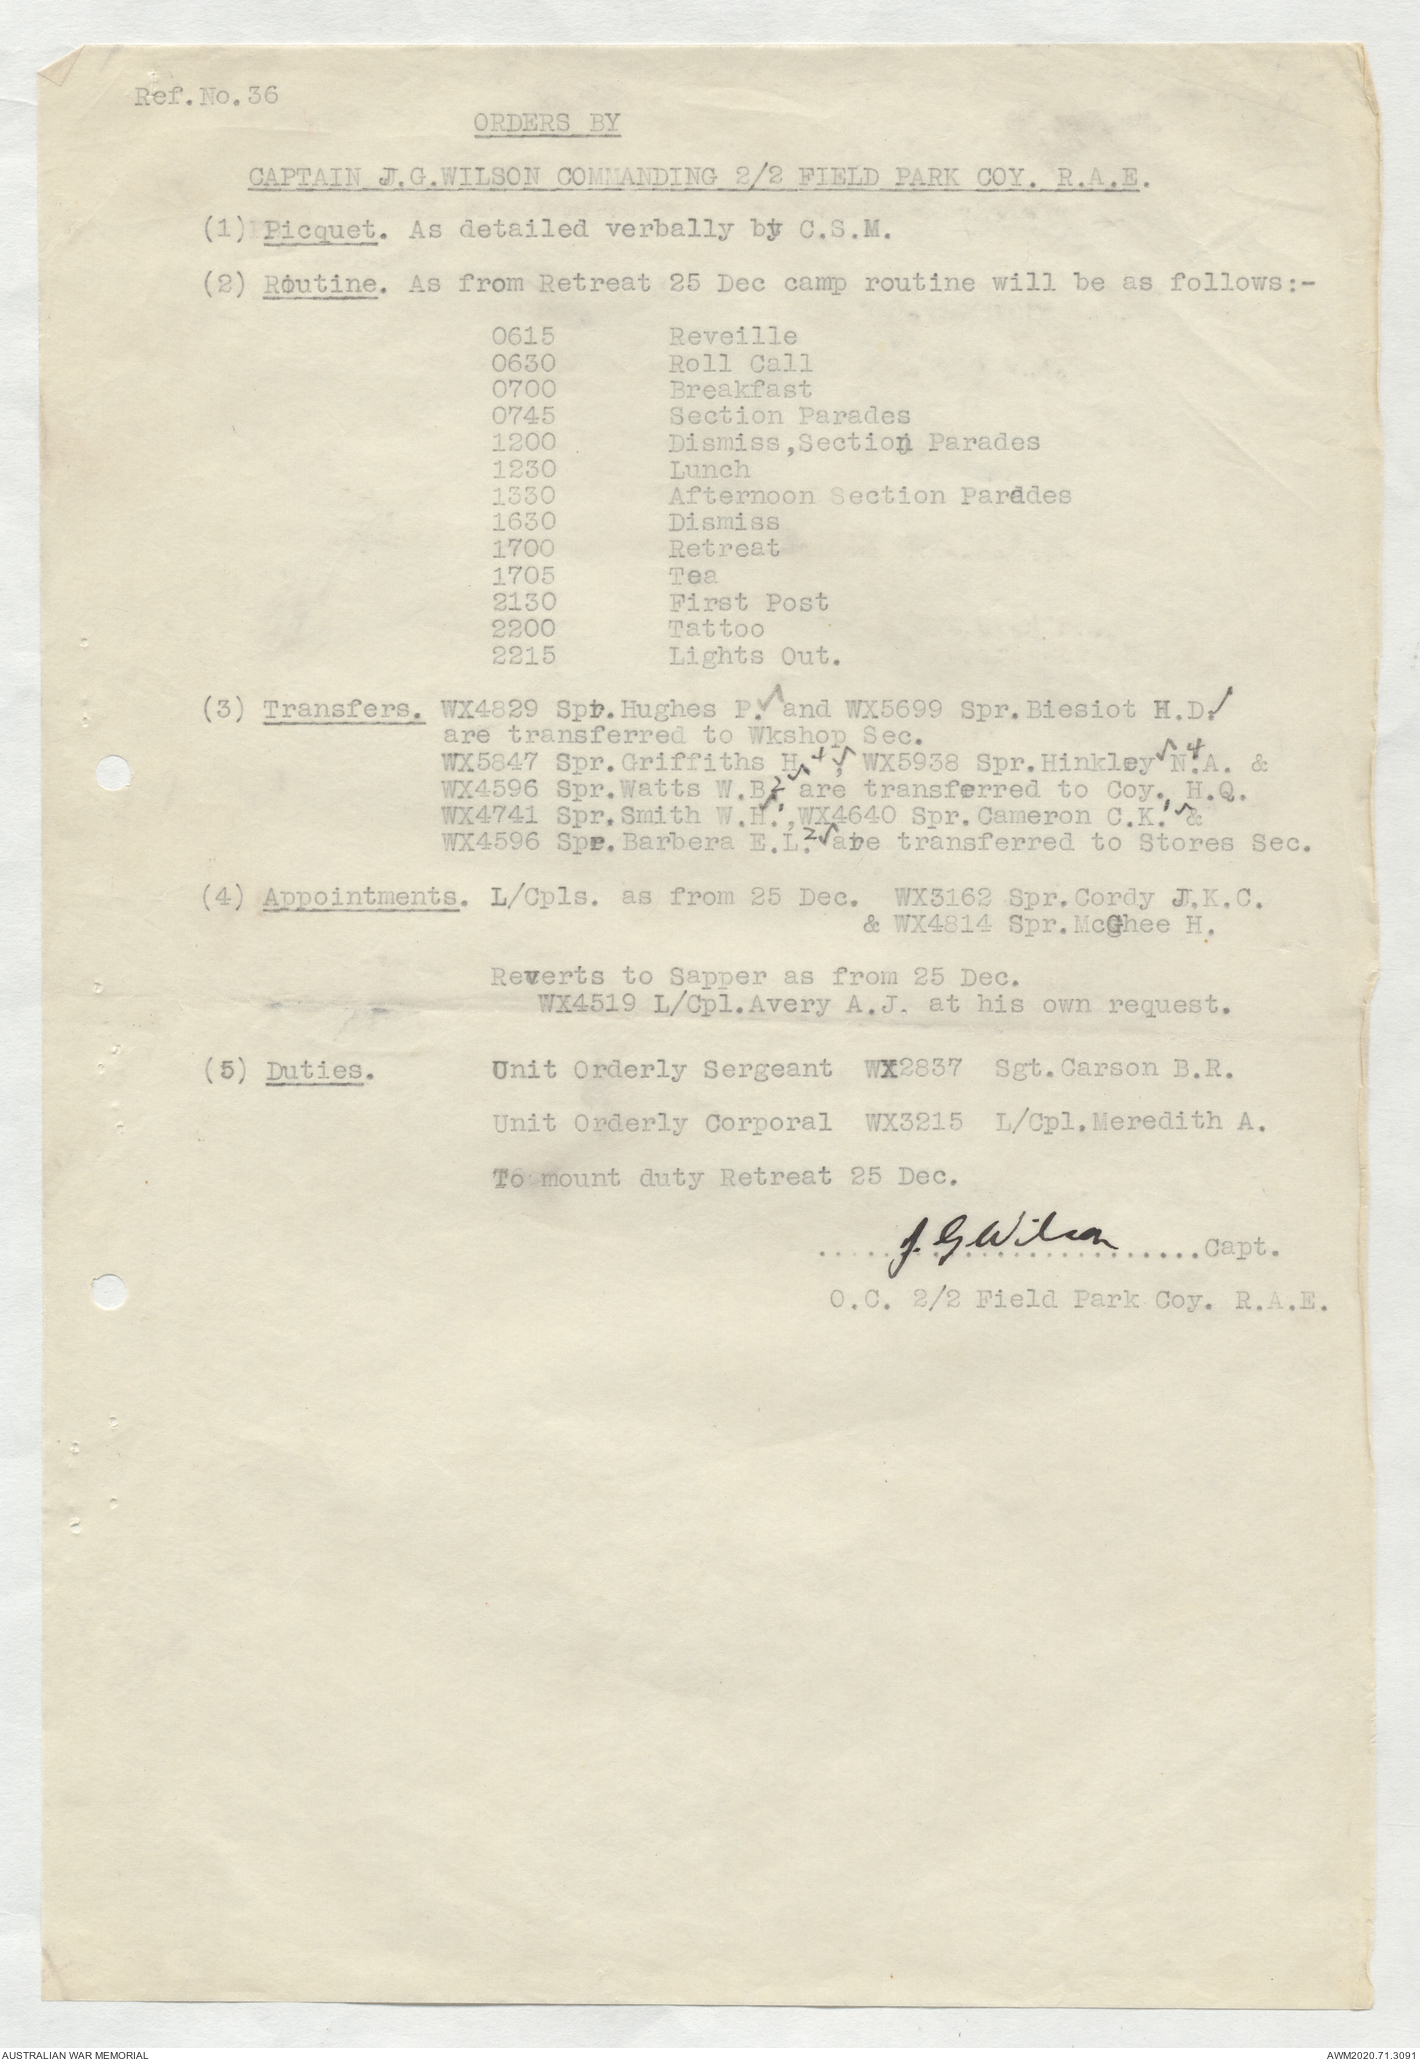 Ref.No.36
ORDERS BY
CAPTAIN J.G.WILSON COMMANDING 2/2 FIELD PARK COY. R.A.E.
(1) Picquet. As detailed verbally by C.S.M.
(2) Routine. As from Retreat 25 Dec camp routine will be as follows:-
0615 Reveille
0630 Roll Call
0700 Breakfast
0745 Section Parades
1200 Dismiss,Section Parades
1230 Lunch
1330 Afternoon Section Parades
1630 Dismiss
1700 Retreat
1705 Tea
2130 First Post
2200 Tattoo
2215 Lights Out.
(3) Transfers. WX4829 Spr.Hughes P.✓ and WX5699 Spr.Biesiot H.D.✓
are transferred to Wkshop Sec.
WX5847 Spr.Griffiths H. 4 ✓, WX5938 Spr.Hinkley ✓ N.A. 4 &
WX4596 Spr.Watts W.B. ✓ 2 are transferred to Coy. H.Q.
WX4741 Spr.Smith W.H.✓ ',WX4640 Spr.Cameron C.K.' ✓ &
WX4596 Spr.Barbera E.L. 2 ✓ are transferred to Stores Sec.
(4) Appointments. L/Cpls. as from 25 Dec. WX3162 Spr.Cordy J.K.C.
& WX4814 Spr.McGhee H.
Reverts to Sapper as from 25 Dec.
WX4519 L/Cpl.Avery A.J. at his own request.
(5) Duties. Unit Orderly Sergeant WX2837 Sgt.Carson B.R.
Unit Orderly Corporal WX3215 L/Cpl.Meredith A.
To mount duty Retreat 25 Dec.
J. G Wilson ........................Capt.
O.C. 2/2 Field Park Coy. R.A.E.
AUSTRALIAN WAR MEMORIAL AWM2020.71.3091